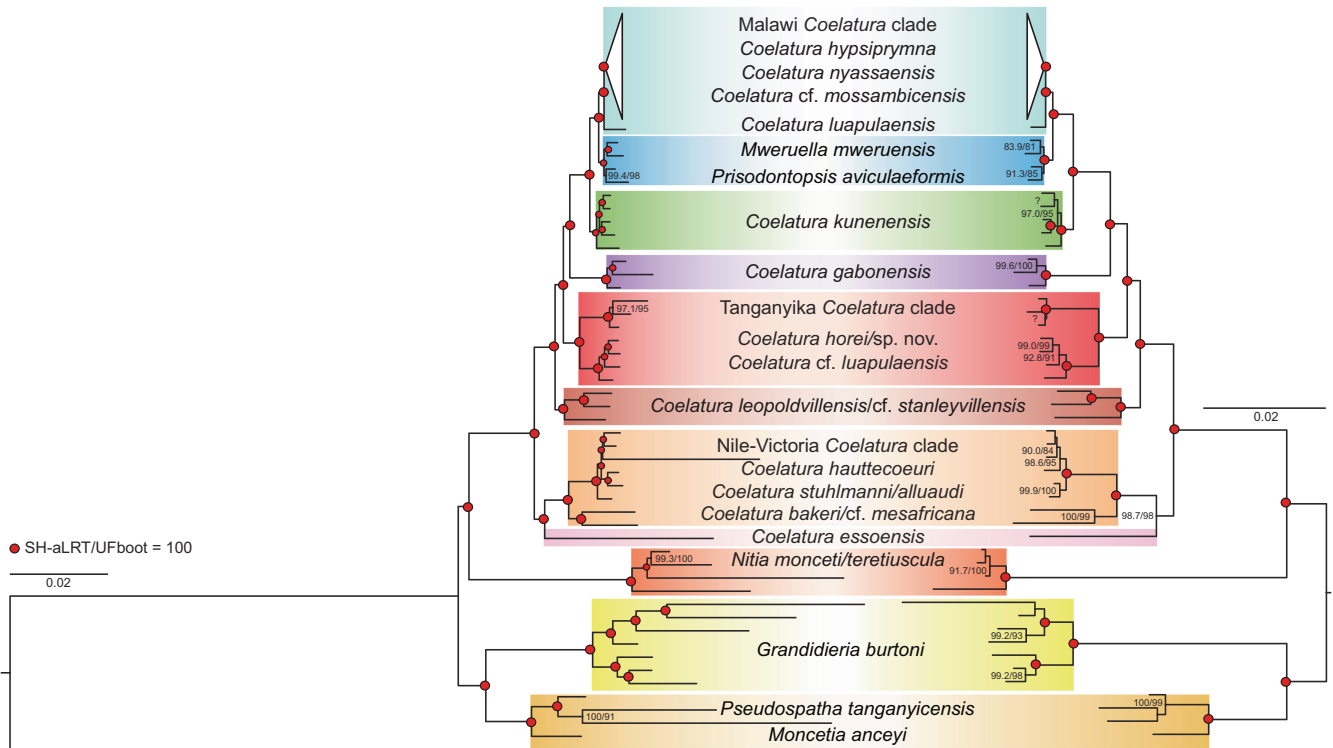 Malawi Coelatura clade
Coelatura hypsiprymna
Coelatura nyassaensis
Coelatura cf. mossambicensis
Coelatura luapulaensis
Mweruella mweruensis
83.9/81
99.4/98
Prisodontopsis aviculaeformis
91.3/85
?
Coelatura kunenensis
97.0/95
Coelatura gabonensis
99.6/100
97.1/95
Tanganyika Coelatura clade
?
Coelatura horei/sp. nov.
99.0/99
Coelatura cf. luapulaensis
92.8/91
Coelatura leopoldvillensis/cf. stanleyvillensis
0.02
Nile-Victoria Coelatura clade
90.0/84
98.6/95
Coelatura hauttecoeuri
Coelatura stuhlmanni/alluaudi
99.9/100
Coelatura bakeri/cf. mesafricana
100/99
98.7/98
Coelatura essoensis
SH-aLRT/UFboot = 100
0.02
99.3/100
Nitia monceti/teretiuscula
91.7/100
Grandidieria burtoni
99.2/93
99.2/98
Pseudospatha tanganyicensis
100/99
100/91
Moncetia anceyi